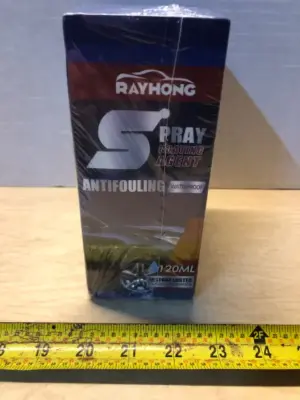 RAYHONG
SPRAY
COATING
AGENT
ANTIFOULING
120ML
19 20 21 22 23 24